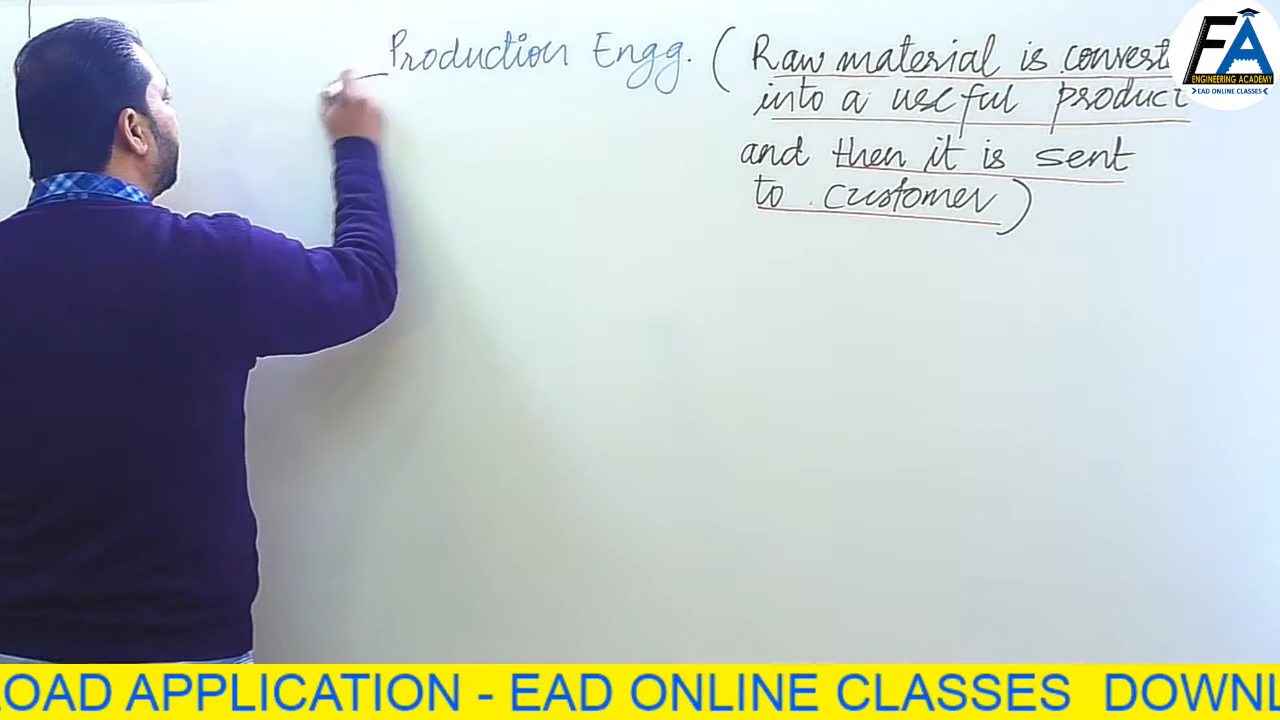 Production Engg. ( Raw material is convert
into a useful product
and then it is sent
to customer )
EA
ENGINEERING ACADEMY
EAD ONLINE CLASSES
OAD APPLICATION - EAD ONLINE CLASSES DOWNL